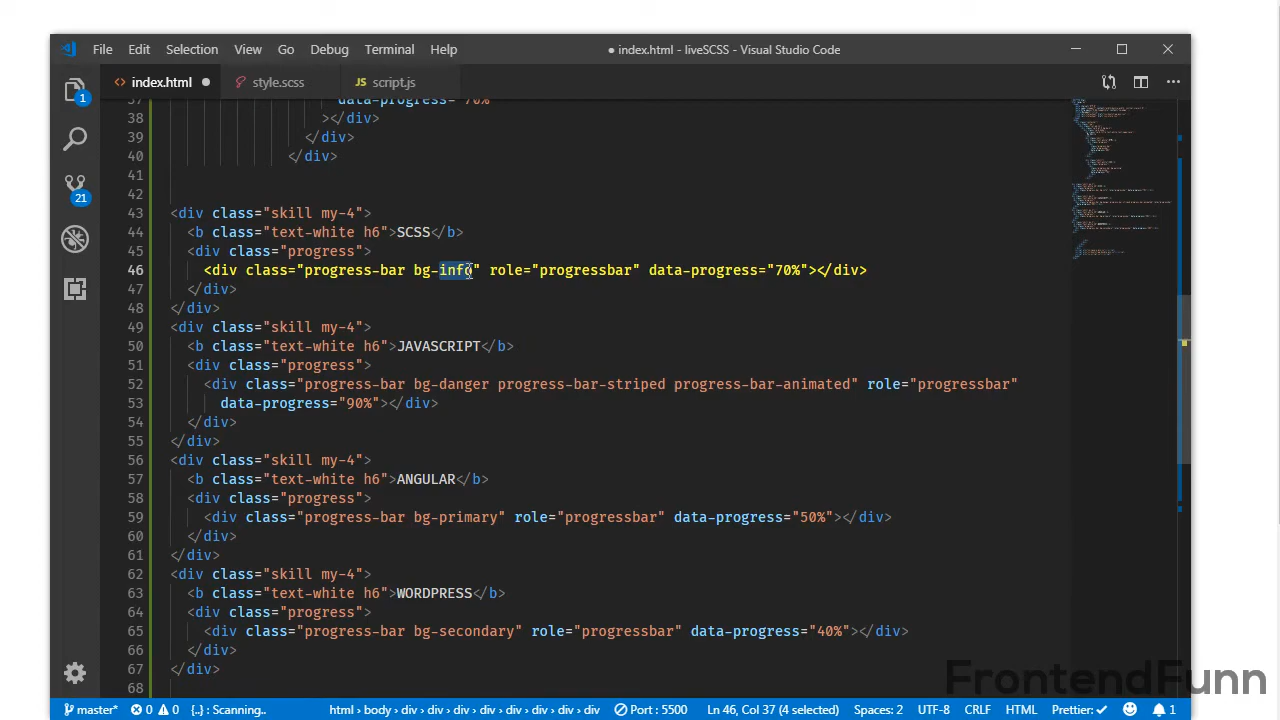 File Edit Selection View Go Debug Terminal Help ● index.html - liveSCSS - Visual Studio Code
<> index.html ● style.scss JS script.js
1
21
37 data-progress="70%"
38 ></div>
39 </div>
40 </div>
41
42
43 <div class="skill my-4">
44 <b class="text-white h6">SCSS</b>
45 <div class="progress">
46 <div class="progress-bar bg-info" role="progressbar" data-progress="70%"></div>
47 </div>
48 </div>
49 <div class="skill my-4">
50 <b class="text-white h6">JAVASCRIPT</b>
51 <div class="progress">
52 <div class="progress-bar bg-danger progress-bar-striped progress-bar-animated" role="progressbar"
53 data-progress="90%"></div>
54 </div>
55 </div>
56 <div class="skill my-4">
57 <b class="text-white h6">ANGULAR</b>
58 <div class="progress">
59 <div class="progress-bar bg-primary" role="progressbar" data-progress="50%"></div>
60 </div>
61 </div>
62 <div class="skill my-4">
63 <b class="text-white h6">WORDPRESS</b>
64 <div class="progress">
65 <div class="progress-bar bg-secondary" role="progressbar" data-progress="40%"></div>
66 </div>
67 </div>
68
FrontendFunn
master* 0 0 {..} : Scanning.. html › body › div › div › div › div › div › div › div › div Port : 5500 Ln 46, Col 37 (4 selected) Spaces: 2 UTF-8 CRLF HTML Prettier: ✓ 1